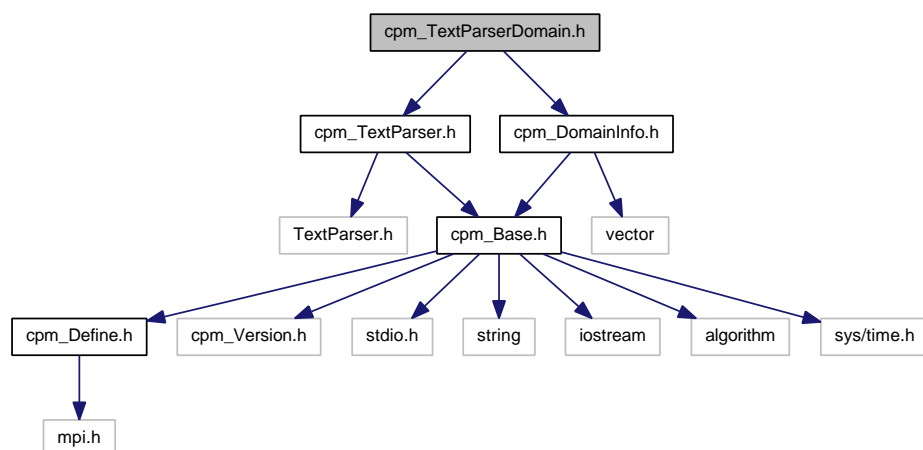 cpm_TextParserDomain.h
cpm_TextParser.h
cpm_DomainInfo.h
TextParser.h
cpm_Base.h
vector
cpm_Define.h
cpm_Version.h
stdio.h
string
iostream
algorithm
sys/time.h
mpi.h